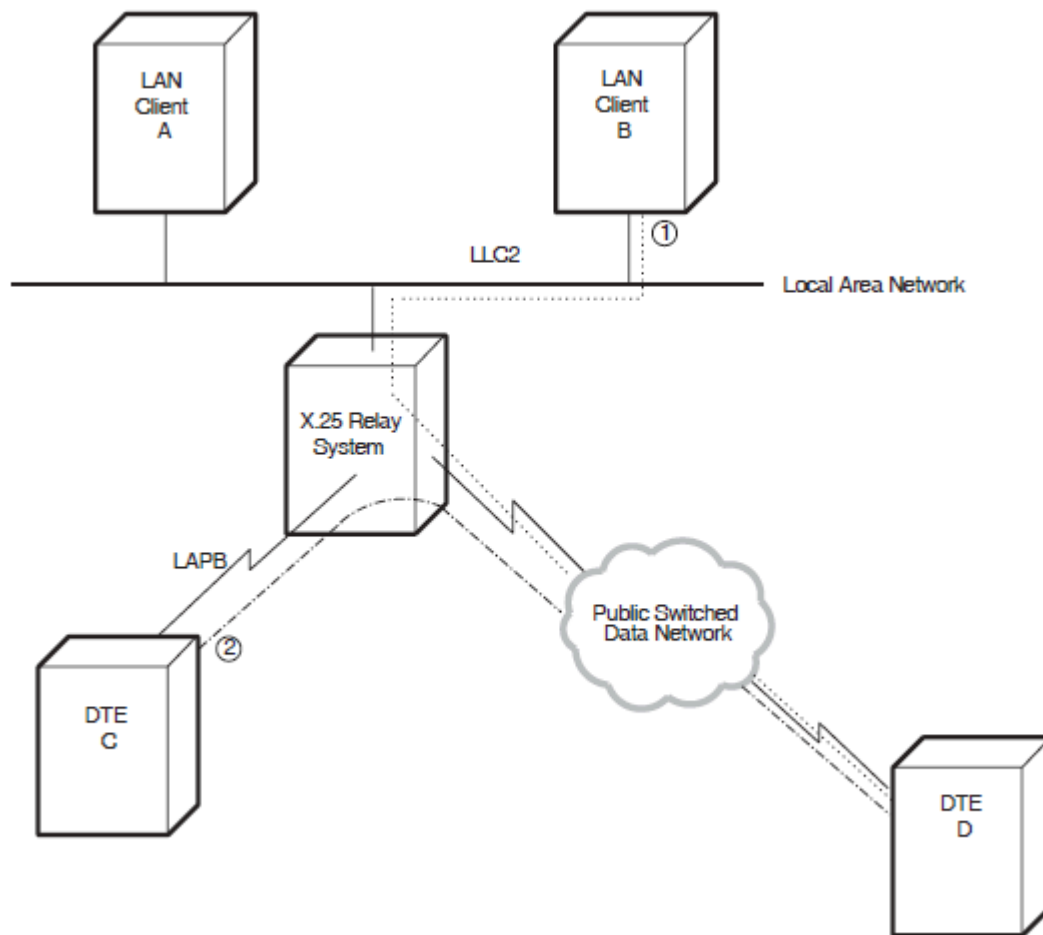 LAN
Client
A
LAN
Client
B
①
LLC2
Local Area Network
X.25 Relay
System
LAPB
Public Switched
Data Network
②
DTE
C
DTE
D